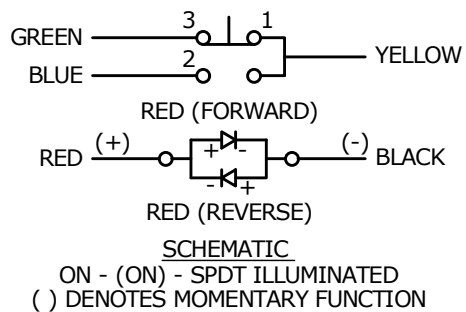 3 1
GREEN
YELLOW
2
BLUE
RED (FORWARD)
RED (+) + - (-) BLACK
- +
RED (REVERSE)
SCHEMATIC
ON - (ON) - SPDT ILLUMINATED
( ) DENOTES MOMENTARY FUNCTION